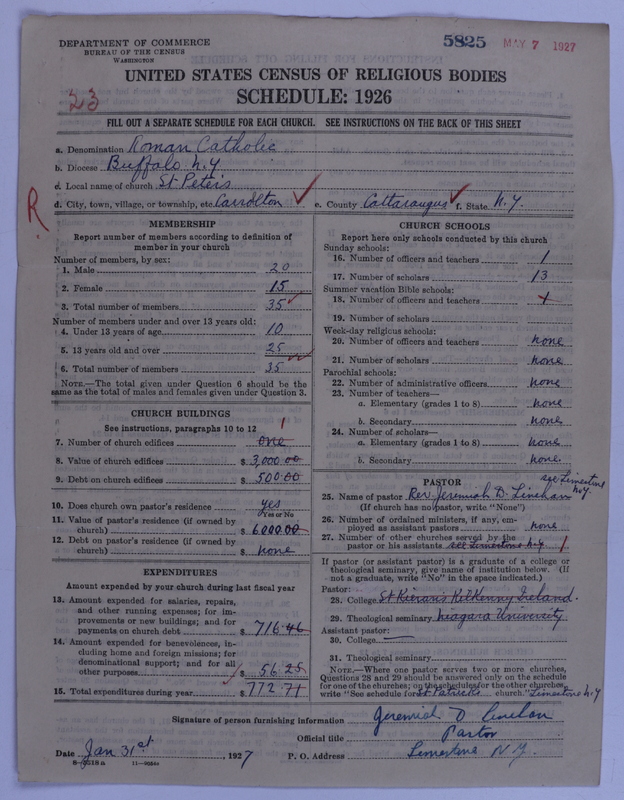 DEPARTMENT OF COMMERCE
BUREAU OF THE CENSUS
WASHINGTON
5825 MAY 7 1927
UNITED STATES CENSUS OF RELIGIOUS BODIES
SCHEDULE: 1926
23
FILL OUT A SEPARATE SCHEDULE FOR EACH CHURCH. SEE INSTRUCTIONS ON THE BACK OF THIS SHEET
a. Denomination Roman Catholic
b. Diocese Buffalo N.Y
c. Local name of church St Peters
d. City, town, village, or township, etc. Carrolton e. County Cattaraugus f. State N.Y.
R
MEMBERSHIP
Report number of members according to definition of
member in your church
Number of members, by sex:
1. Male 20
2. Female 15
3. Total number of members 35
Number of members under and over 13 years old:
4. Under 13 years of age 10
5. 13 years old and over 25
6. Total number of members 35
NOTE.—The total given under Question 6 should be the
same as the total of males and females given under Question 3.
CHURCH BUILDINGS
See instructions, paragraphs 10 to 12
7. Number of church edifices one 1
8. Value of church edifices $ 3,000 00
9. Debt on church edifices $ 500.00
10. Does church own pastor's residence yes
Yes or No
11. Value of pastor's residence (if owned by
church) $ 6000.00
12. Debt on pastor's residence (if owned by
church) $ none
EXPENDITURES
Amount expended by your church during last fiscal year
13. Amount expended for salaries, repairs,
and other running expenses; for im-
provements or new buildings; and for
payments on church debt $ 716.46
14. Amount expended for benevolences, in-
cluding home and foreign missions; for
denominational support; and for all
other purposes $ 56.25
15. Total expenditures during year $ 772.71
CHURCH SCHOOLS
Report here only schools conducted by this church
Sunday schools:
16. Number of officers and teachers 1
17. Number of scholars 13
Summer vacation Bible schools:
18. Number of officers and teachers
19. Number of scholars
Week-day religious schools:
20. Number of officers and teachers none
21. Number of scholars none
Parochial schools:
22. Number of administrative officers none
23. Number of teachers—
a. Elementary (grades 1 to 8) none
b. Secondary none
24. Number of scholars—
a. Elementary (grades 1 to 8) none
b. Secondary none
PASTOR
see Limestone
N.Y
25. Name of pastor Rev Jeremiah D. Linehan
(If church has no pastor, write "None")
26. Number of ordained ministers, if any, em-
ployed as assistant pastors none
27. Number of other churches served by the
pastor or his assistants see Limestone N.Y 1
If pastor (or assistant pastor) is a graduate of a college or
theological seminary, give name of institution below. (If
not a graduate, write "No" in the space indicated.)
Pastor:
28. College St Kieran's Kilkenny Ireland.
29. Theological seminary Niagara University
Assistant pastor:
30. College
31. Theological seminary
NOTE.—Where one pastor serves two or more churches,
Questions 28 and 29 should be answered only on the schedule
for one of the churches; on the schedules for the other churches,
write "See schedule for St Patricks church." Limestone N.Y
Signature of person furnishing information Jeremiah D Linehan
Official title Pastor
Date Jan 31st, 1927 P. O. Address Limestone N.Y.